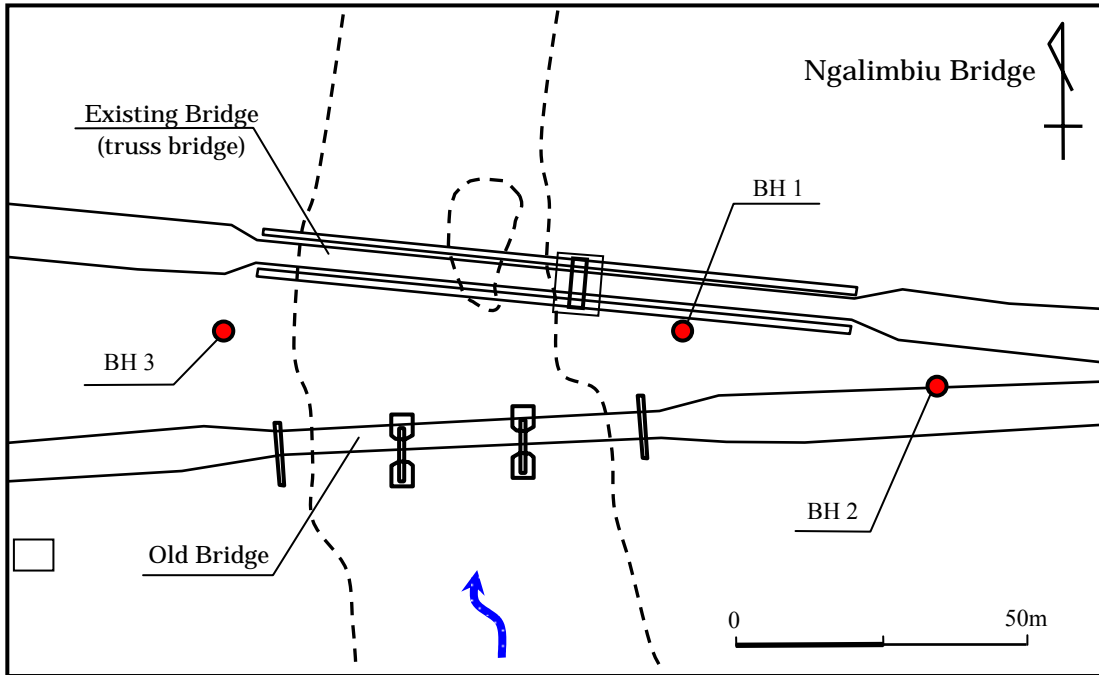 Ngalimbiu Bridge
Existing Bridge
(truss bridge)
BH 1
BH 3
BH 2
Old Bridge
0 50m